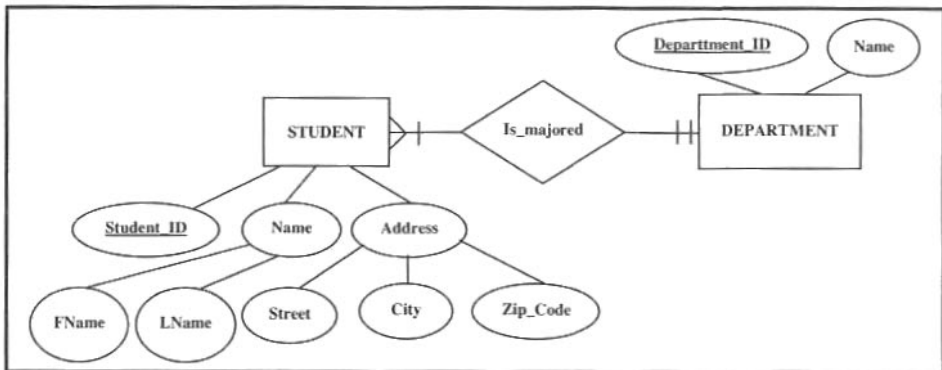 Departtment_ID
Name
STUDENT
Is_majored
DEPARTMENT
Student_ID
Name
Address
FName
LName
Street
City
Zip_Code